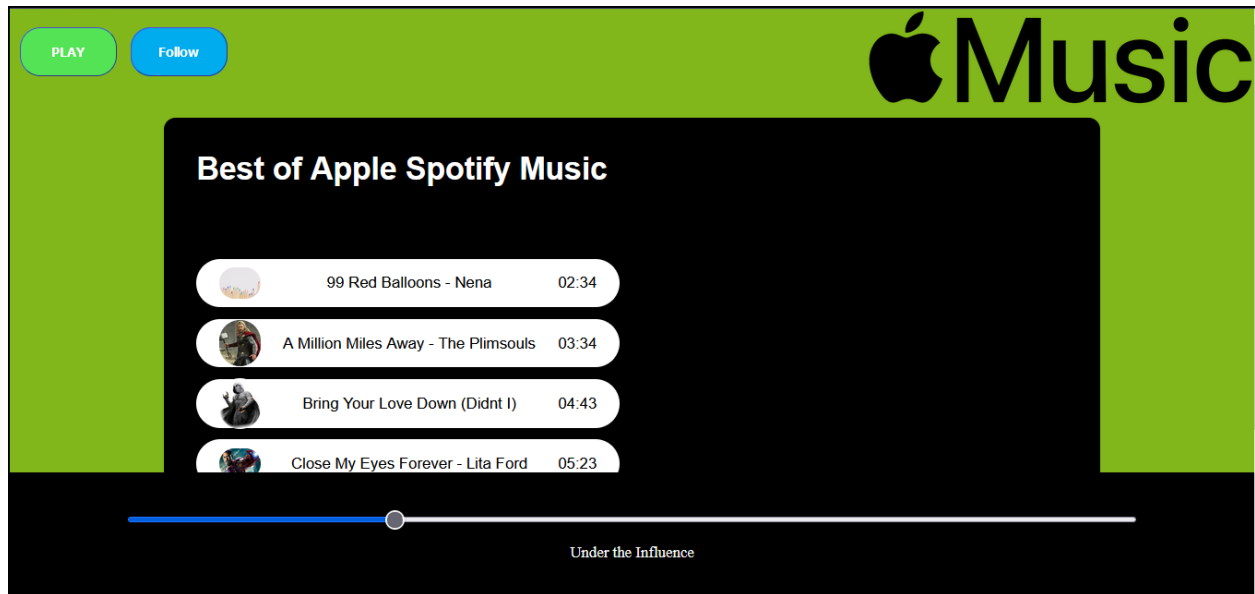 PLAY
Follow
Music
Best of Apple Spotify Music
99 Red Balloons - Nena 02:34
A Million Miles Away - The Plimsouls 03:34
Bring Your Love Down (Didnt I) 04:43
Close My Eyes Forever - Lita Ford 05:23
Under the Influence